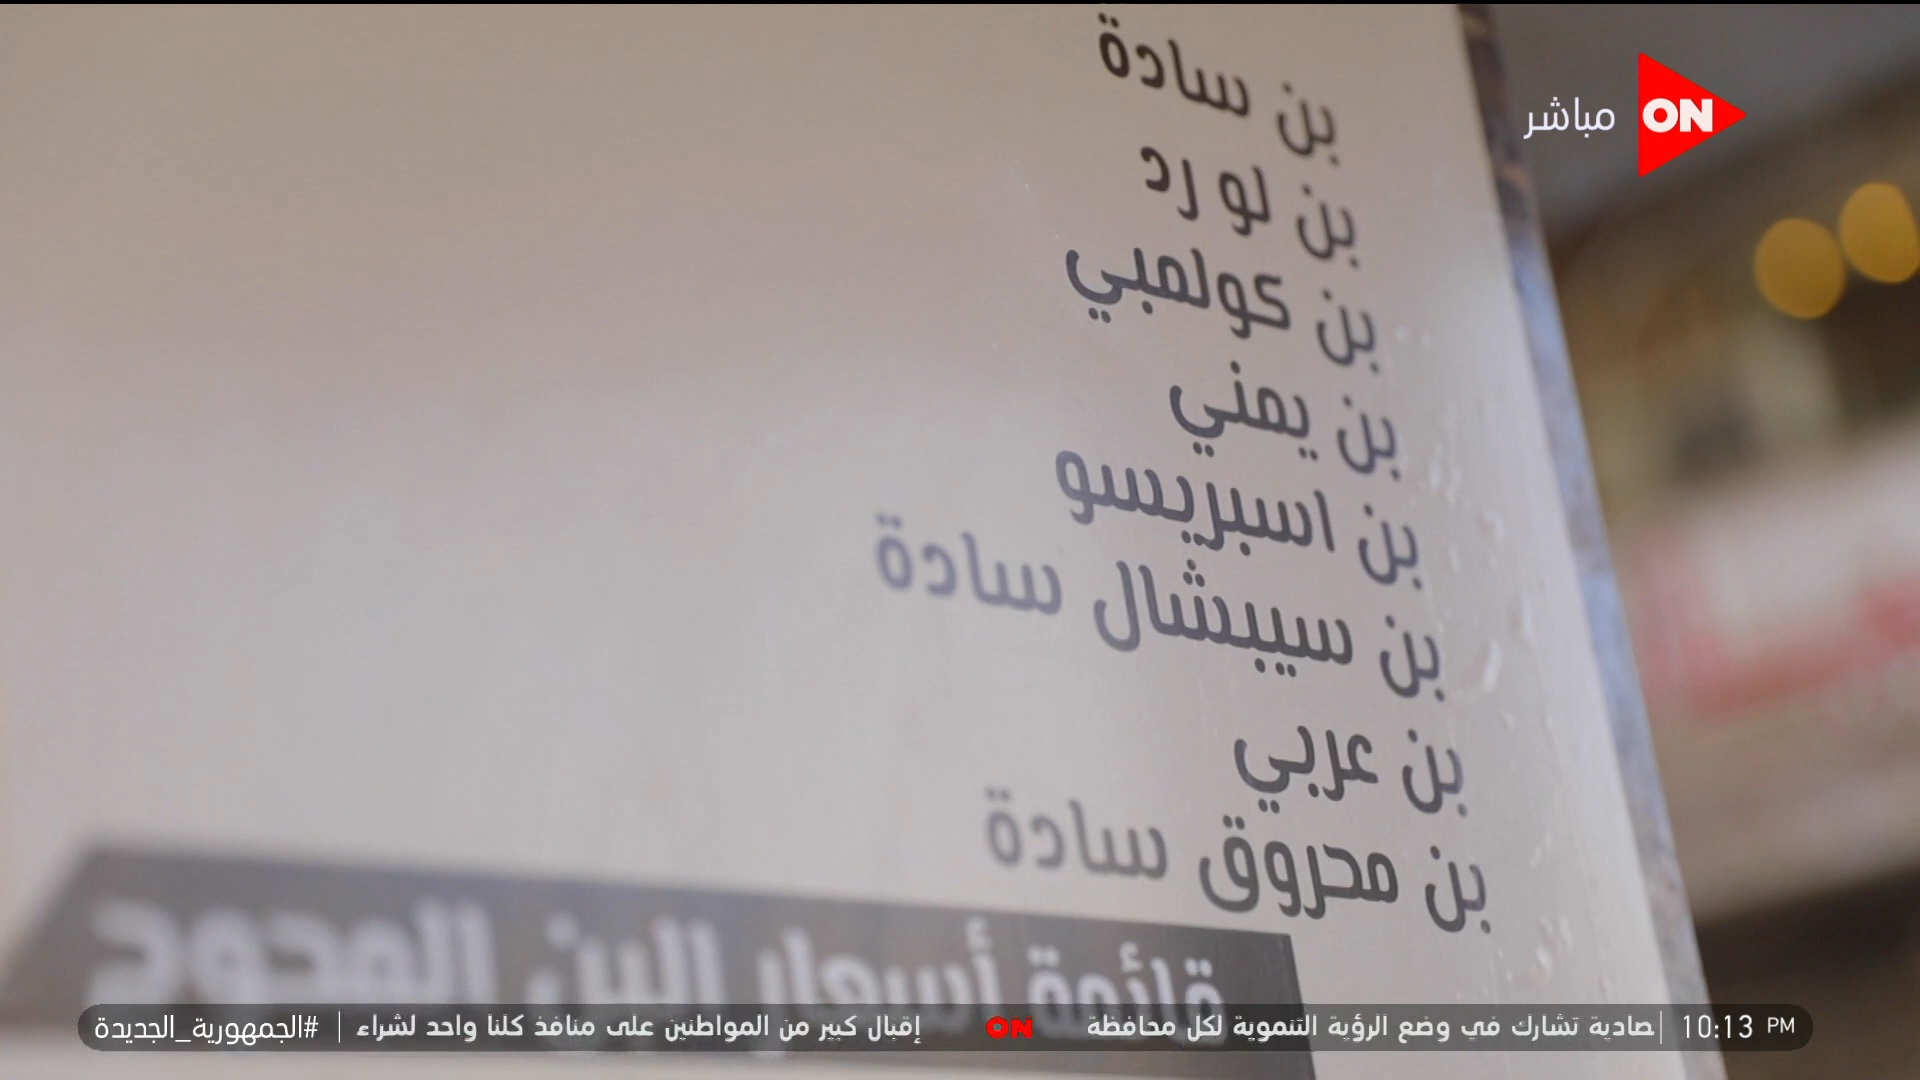 بن سادة
بن لورد
بن كولمبي
بن يمني
بن اسبريسو
بن سيبشال سادة
بن عربي
بن محروق سادة
قائمة أسعار البن المحوج
مباشر ON
10:13 PM
صادية تشارك في وضع الرؤية التنموية لكل محافظة ON إقبال كبير من المواطنين على منافذ كلنا واحد لشراء
#الجمهورية_الجديدة